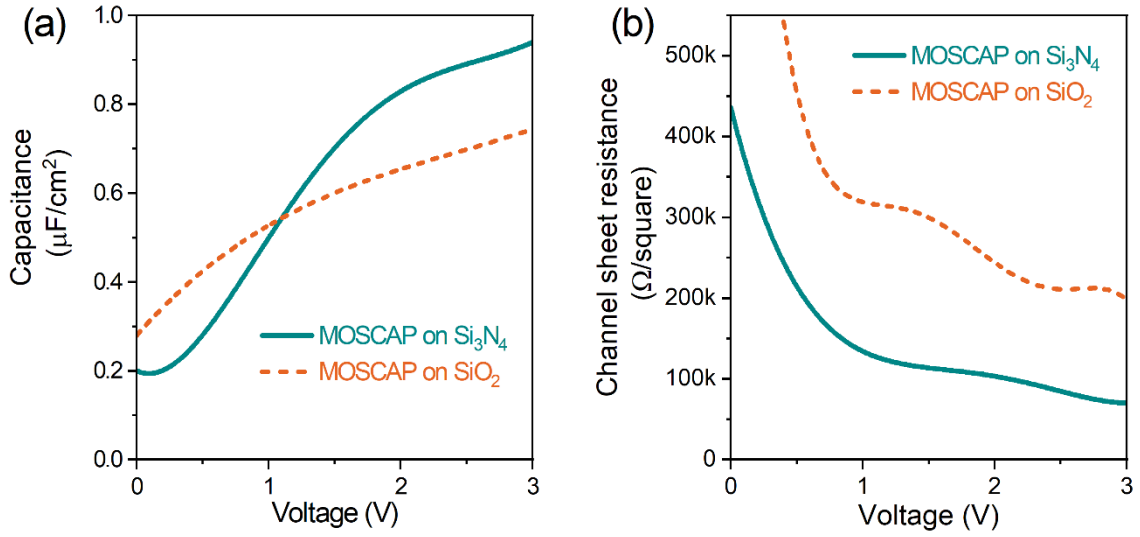 (a)
1.0
0.8
0.6
0.4
0.2
0.0
Capacitance
(μF/cm²)
MOSCAP on Si₃N₄
MOSCAP on SiO₂
0 1 2 3
Voltage (V)
(b)
500k
400k
300k
200k
100k
0
Channel sheet resistance
(Ω/square)
MOSCAP on Si₃N₄
MOSCAP on SiO₂
0 1 2 3
Voltage (V)